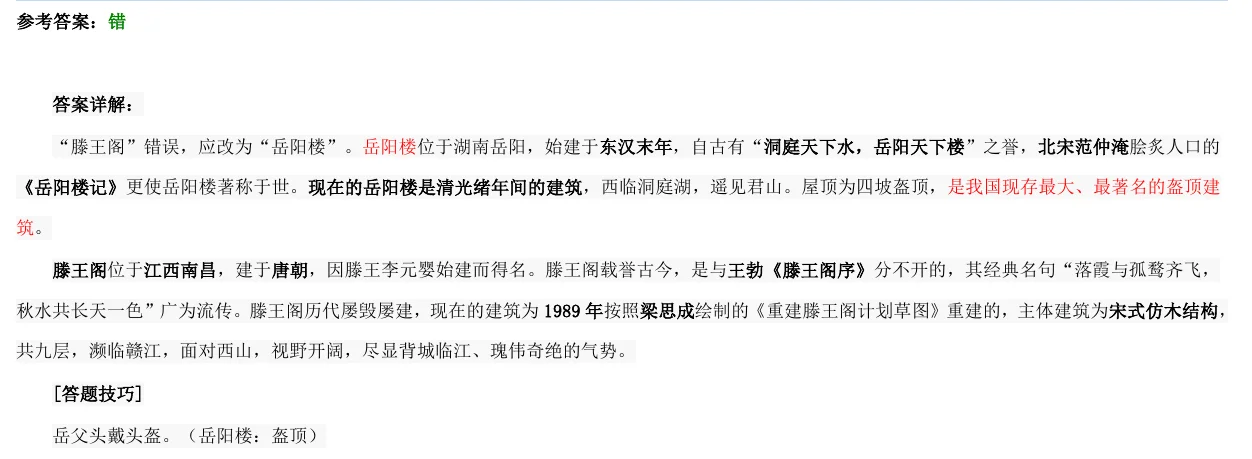 参考答案：错
答案详解：
“滕王阁”错误，应改为“岳阳楼”。岳阳楼位于湖南岳阳，始建于东汉末年，自古有“洞庭天下水，岳阳天下楼”之誉，北宋范仲淹脍炙人口的
《岳阳楼记》更使岳阳楼著称于世。现在的岳阳楼是清光绪年间的建筑，西临洞庭湖，遥见君山。屋顶为四坡盔顶，是我国现存最大、最著名的盔顶建
筑。
滕王阁位于江西南昌，建于唐朝，因滕王李元婴始建而得名。滕王阁载誉古今，是与王勃《滕王阁序》分不开的，其经典名句“落霞与孤鹜齐飞，
秋水共长天一色”广为流传。滕王阁历代屡毁屡建，现在的建筑为 1989 年按照梁思成绘制的《重建滕王阁计划草图》重建的，主体建筑为宋式仿木结构，
共九层，濒临赣江，面对西山，视野开阔，尽显背城临江、瑰伟奇绝的气势。
[答题技巧]
岳父头戴头盔。（岳阳楼：盔顶）